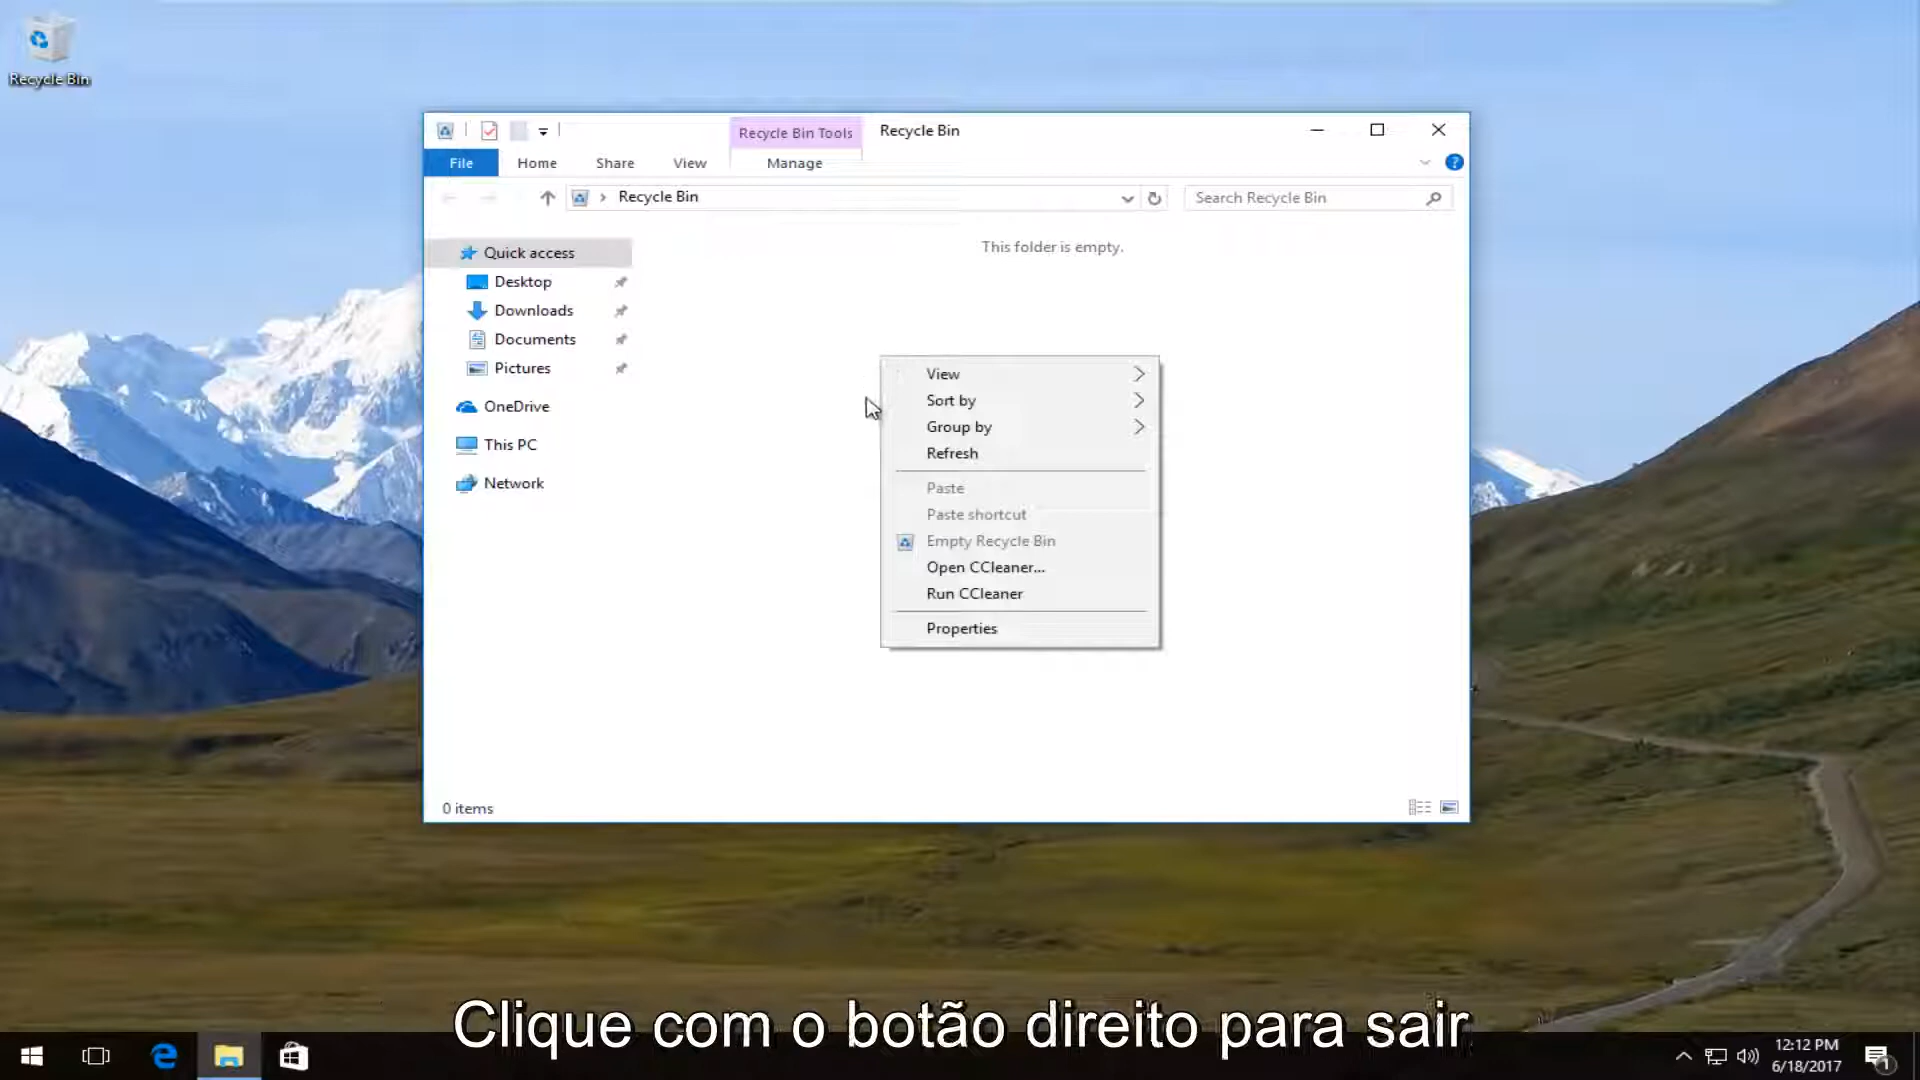 Recycle Bin
Recycle Bin Tools
Recycle Bin
File
Home
Share
View
Manage
Recycle Bin
Search Recycle Bin
This folder is empty.
Quick access
Desktop
Downloads
Documents
Pictures
OneDrive
This PC
Network
View
Sort by
Group by
Refresh
Paste
Paste shortcut
Empty Recycle Bin
Open CCleaner...
Run CCleaner
Properties
0 items
Clique com o botão direito para sair
12:12 PM
6/18/2017
1